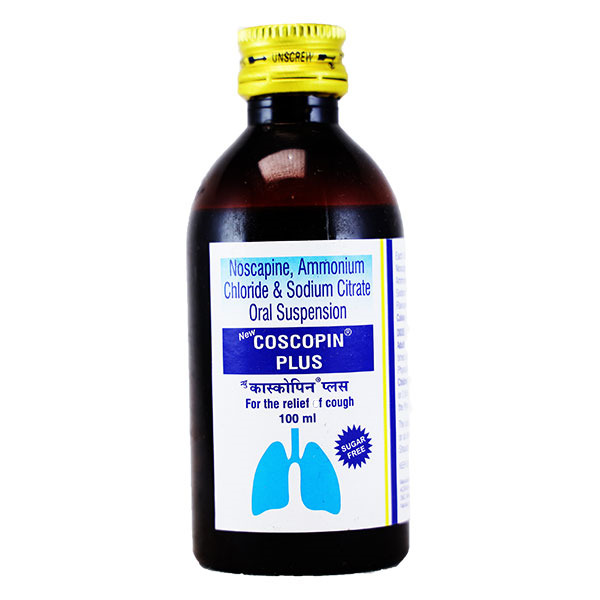 UNSCREW
Noscapine, Ammonium
Chloride & Sodium Citrate
Oral Suspension
New COSCOPIN®
PLUS
न्यु कास्कोपिन® प्लस
For the relief of cough
100 ml
SUGAR
FREE